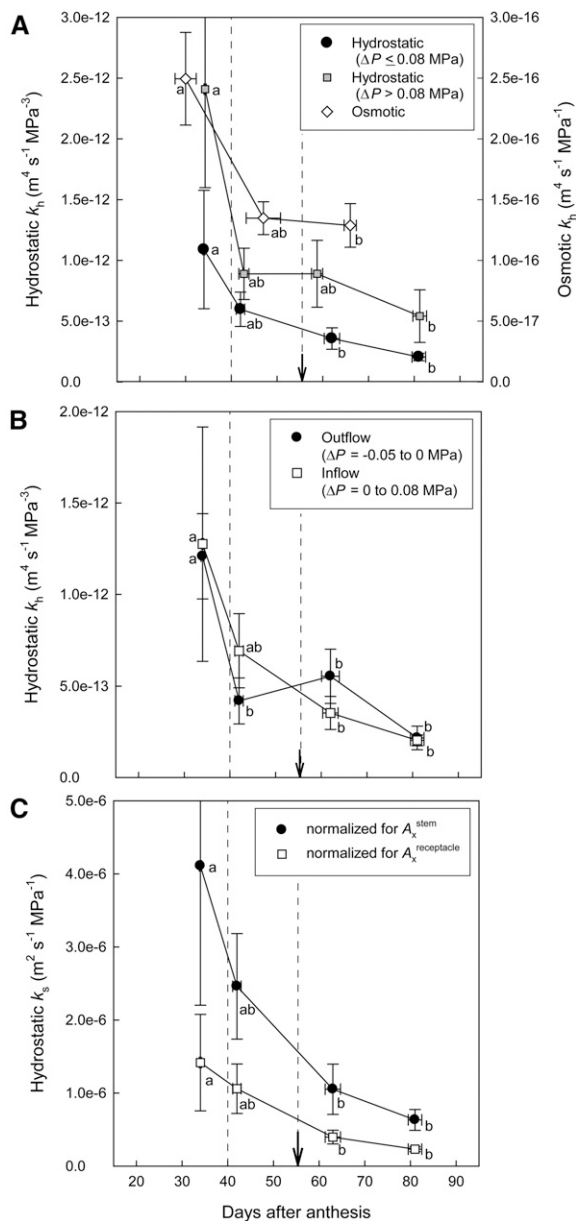 A
Hydrostatic
(ΔP ≤ 0.08 MPa)
Hydrostatic
(ΔP > 0.08 MPa)
Osmotic
Hydrostatic kh (m4 s-1 MPa-3)
3.0e-12
2.5e-12
2.0e-12
1.5e-12
1.0e-12
5.0e-13
0.0
Osmotic kh (m4 s-1 MPa-1)
3.0e-16
2.5e-16
2.0e-16
1.5e-16
1.0e-16
5.0e-17
0.0
a
a
a
ab
b
ab
ab
b
ab
b
b
B
Outflow
(ΔP = -0.05 to 0 MPa)
Inflow
(ΔP = 0 to 0.08 MPa)
Hydrostatic kh (m4 s-1 MPa-3)
2.0e-12
1.5e-12
1.0e-12
5.0e-13
0.0
a
a
ab
b
b
b
b
b
C
normalized for Axstem
normalized for Axreceptacle
Hydrostatic ks (m2 s-1 MPa-1)
5.0e-6
4.0e-6
3.0e-6
2.0e-6
1.0e-6
0.0
a
ab
b
b
a
ab
b
b
20 30 40 50 60 70 80 90
Days after anthesis